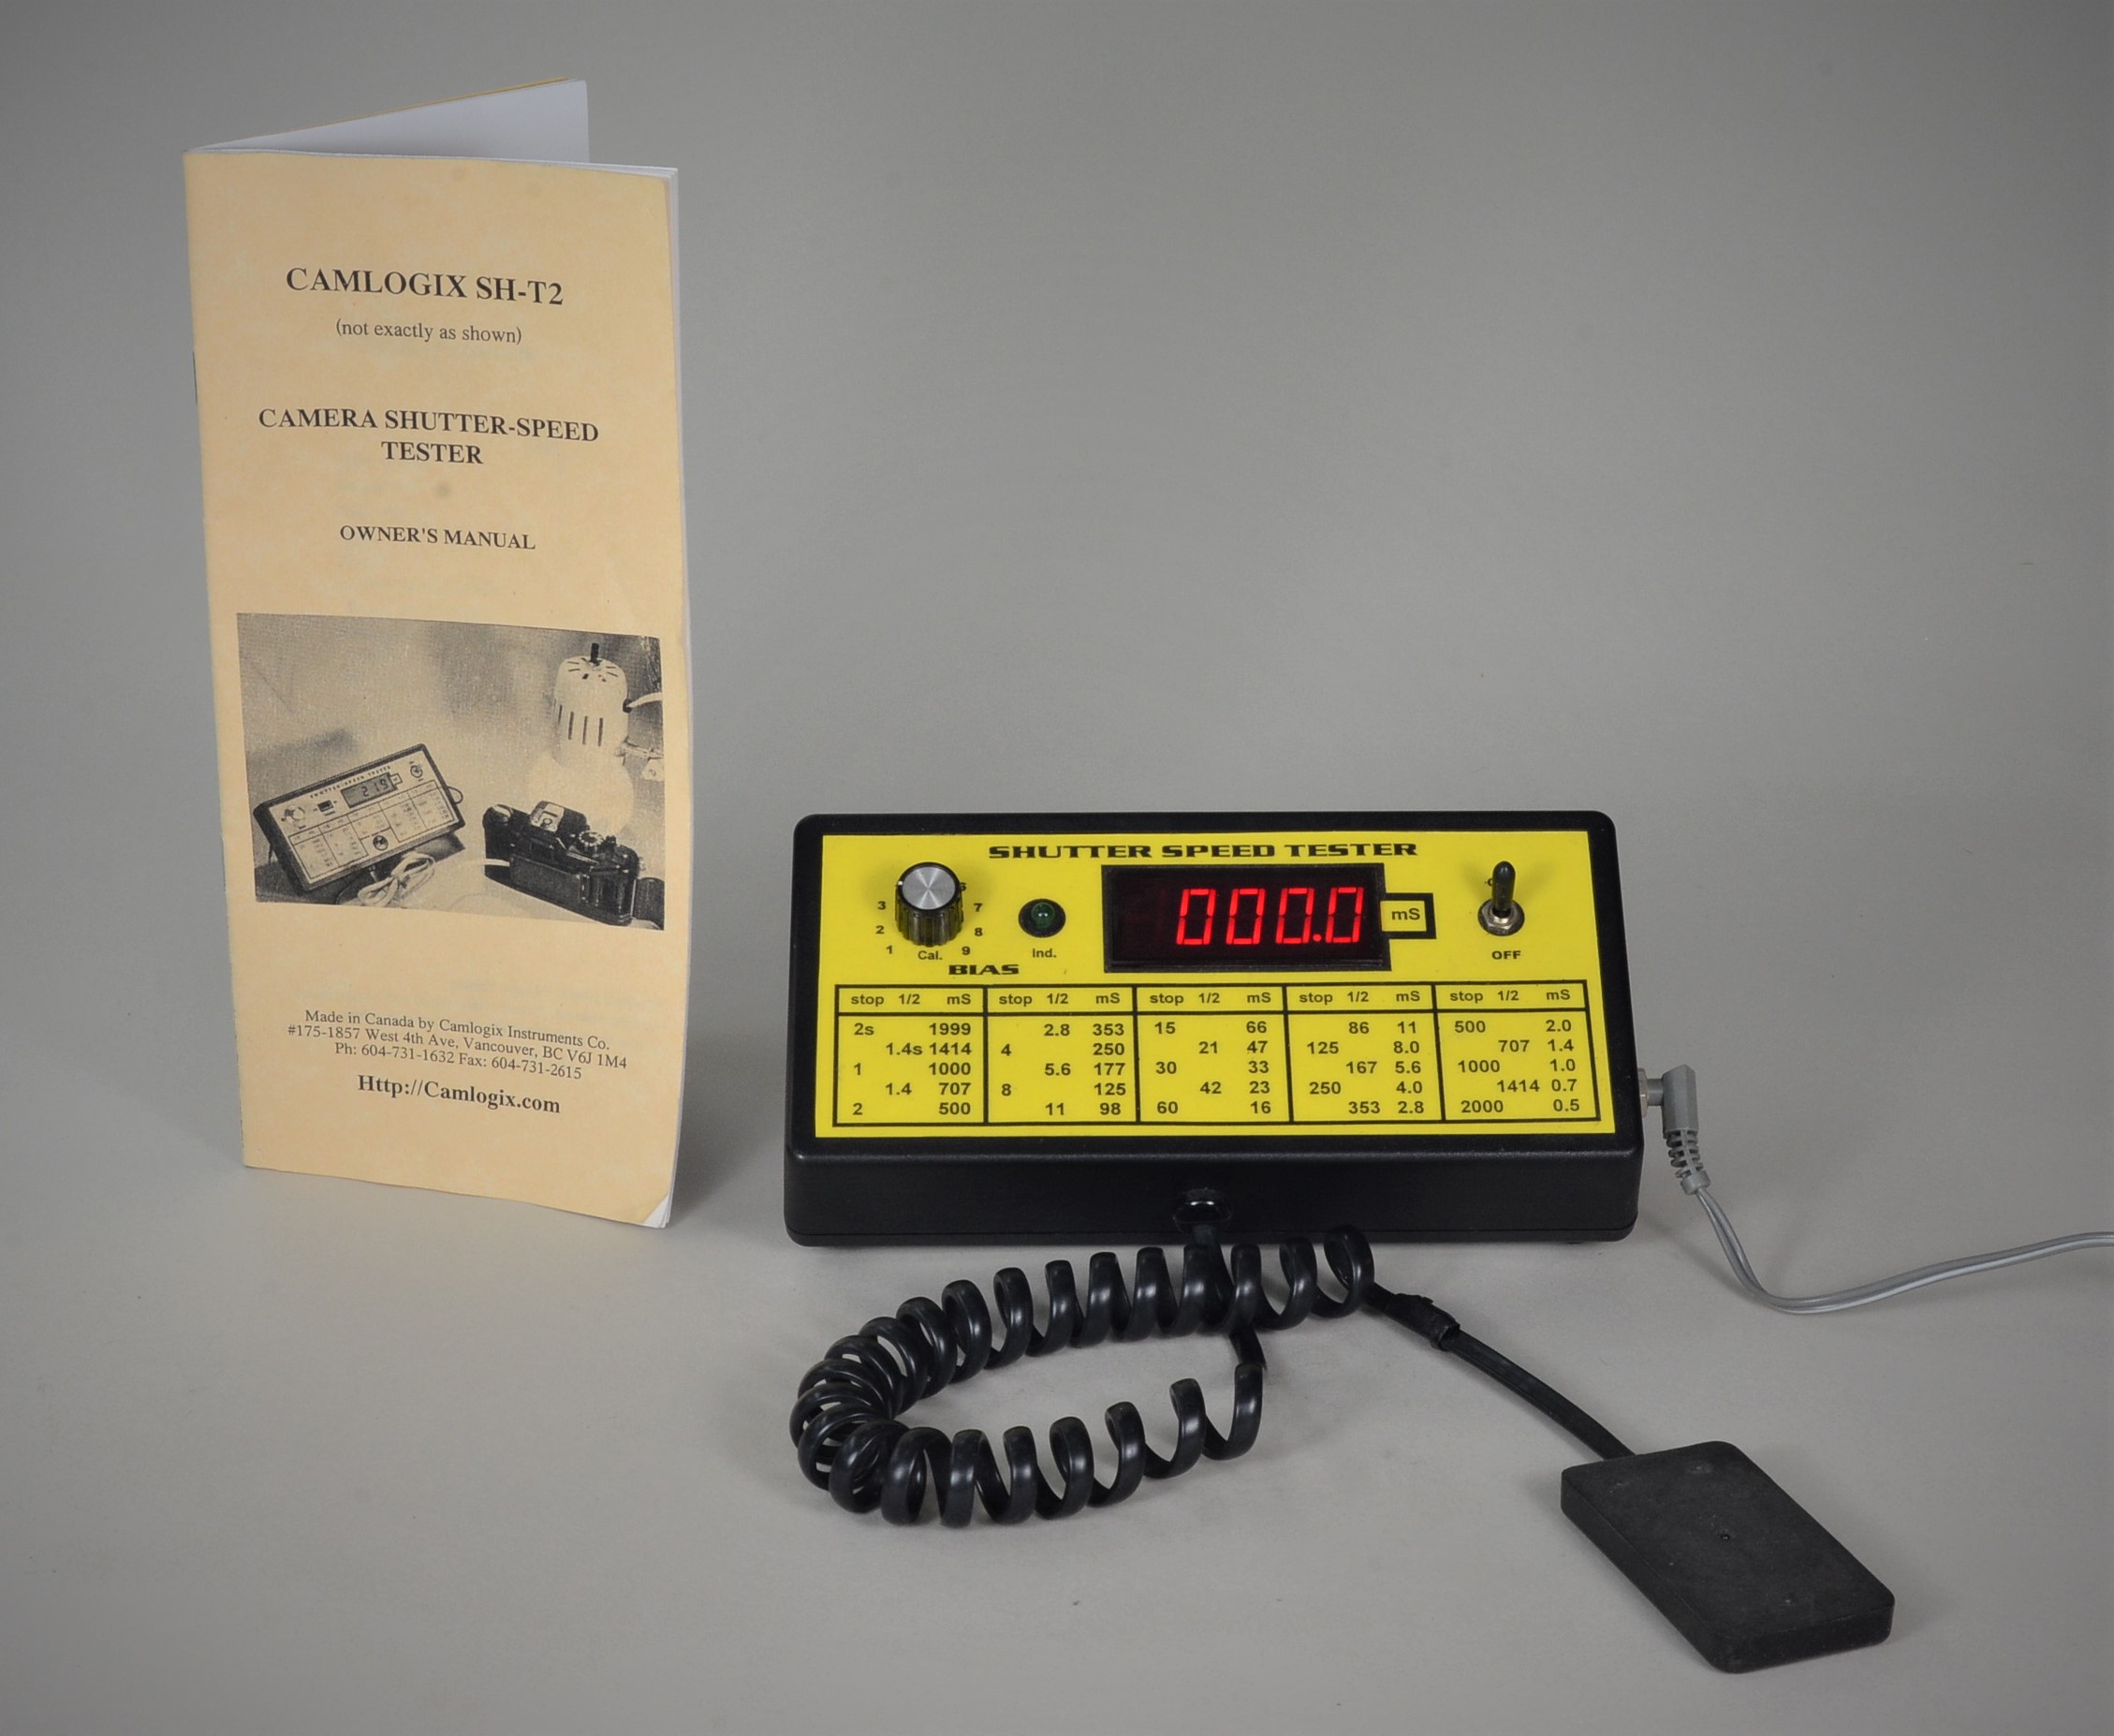 CAMLOGIX SH-T2
(not exactly as shown)
CAMERA SHUTTER-SPEED
TESTER
OWNER'S MANUAL
SHUTTER-SPEED TESTER
219
Made in Canada by Camlogix Instruments Co.
#175-1857 West 4th Ave, Vancouver, BC V6J 1M4
Ph: 604-731-1632 Fax: 604-731-2615
Http://Camlogix.com
SHUTTER SPEED TESTER
3 7
2 8
1 Cal. 9
BIAS
Ind.
000.0
mS
OFF
stop 1/2 mS stop 1/2 mS stop 1/2 mS stop 1/2 mS stop 1/2 mS
2s 1999 2.8 353 15 66 86 11 500 2.0
1.4s 1414 4 250 21 47 125 8.0 707 1.4
1 1000 5.6 177 30 33 167 5.6 1000 1.0
1.4 707 8 125 42 23 250 4.0 1414 0.7
2 500 11 98 60 16 353 2.8 2000 0.5